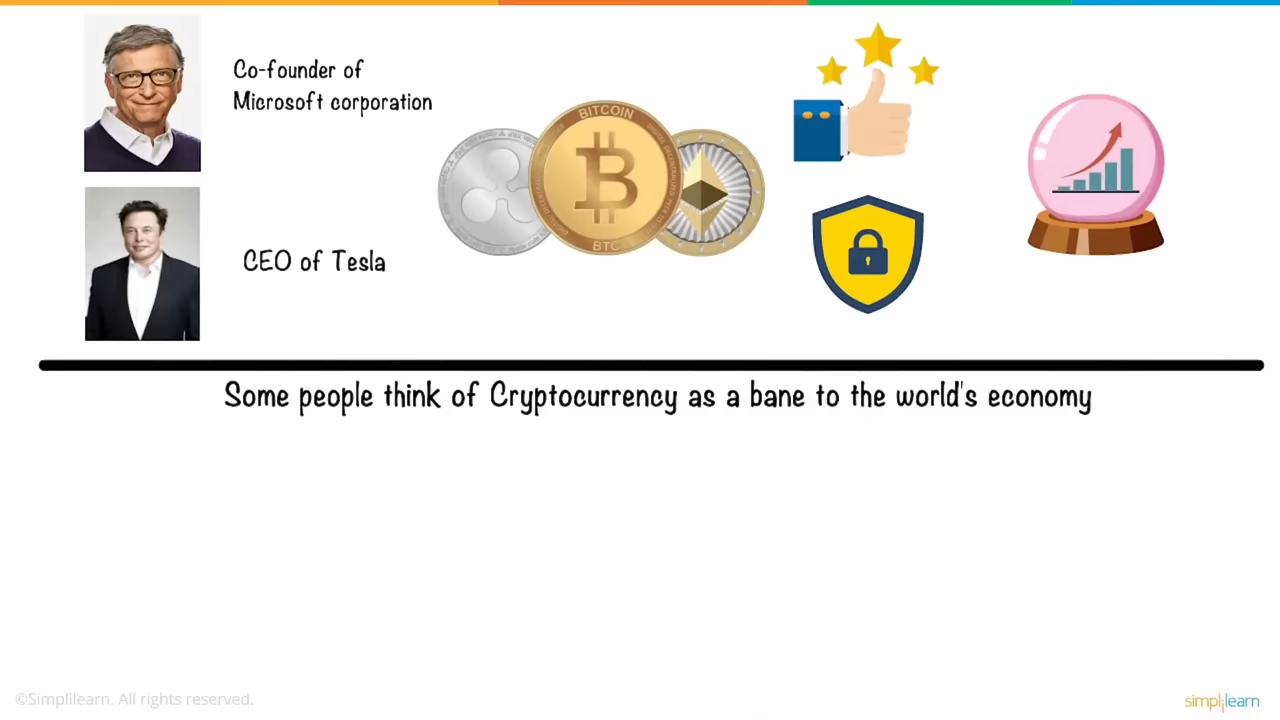 Co-founder of
Microsoft corporation
BITCOIN
BTC
CEO of Tesla
Some people think of Cryptocurrency as a bane to the world's economy
©Simplilearn. All rights reserved.
simplilearn